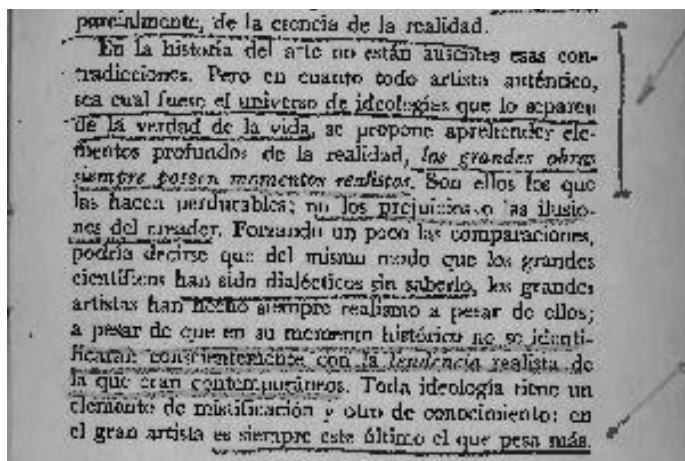 parcialmente, de la esencia de la realidad.
En la historia del arte no están ausentes esas con-
tradicciones. Pero en cuanto todo artista auténtico,
sea cual fuese el universo de ideologías que lo separen
de la verdad de la vida, se propone aprehender ele-
mentos profundos de la realidad, las grandes obras
siempre poseen momentos realistas. Son ellos los que
las hacen perdurables; no los prejuicios o las ilusio-
nes del creador. Forzando un poco las comparaciones,
podría decirse que del mismo modo que los grandes
científicos han sido dialécticos sin saberlo, los grandes
artistas han hecho siempre realismo a pesar de ellos;
a pesar de que en su momento histórico no se identi-
ficaran conscientemente con la tendencia realista de
la que eran contemporáneos. Toda ideología tiene un
elemento de mistificación y otro de conocimiento: en
el gran artista es siempre este último el que pesa más.